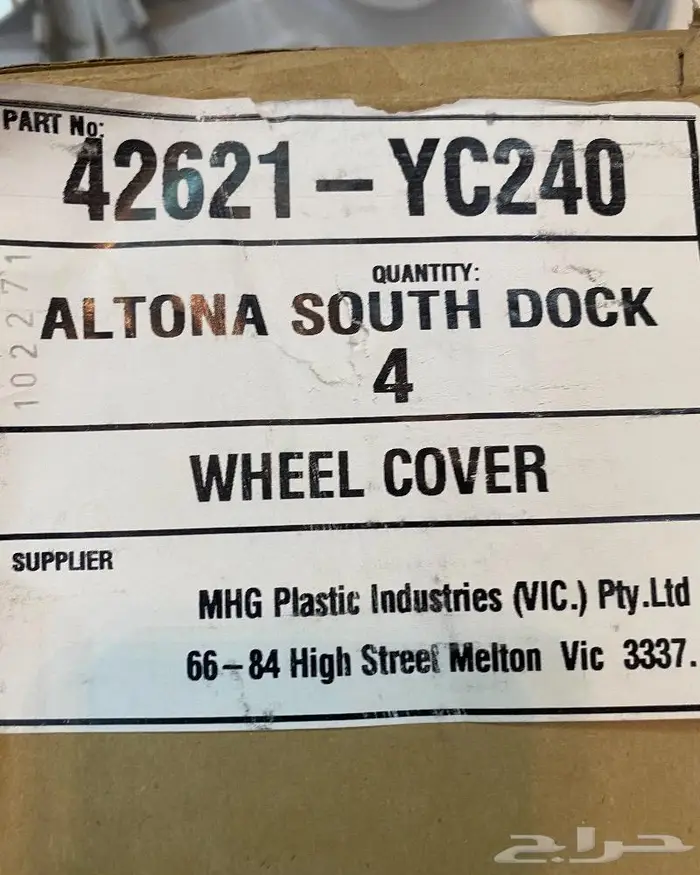 PART No:
42621-YC240
QUANTITY:
ALTONA SOUTH DOCK
4
102271
WHEEL COVER
SUPPLIER
MHG Plastic Industries (VIC.) Pty.Ltd
66-84 High Street Melton Vic 3337.
حراج